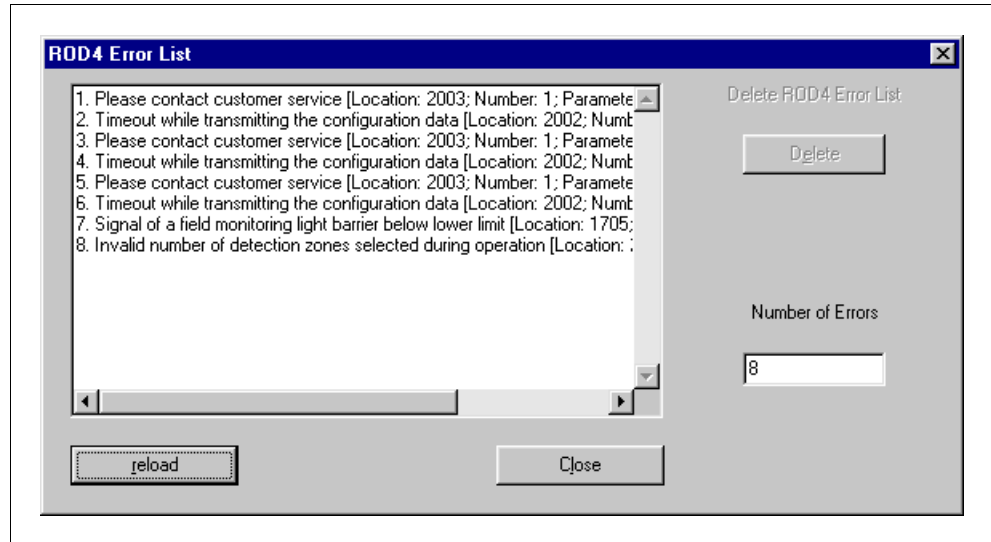 ROD4 Error List
1. Please contact customer service [Location: 2003; Number: 1; Paramete
2. Timeout while transmitting the configuration data [Location: 2002; Numb
3. Please contact customer service [Location: 2003; Number: 1; Paramete
4. Timeout while transmitting the configuration data [Location: 2002; Numb
5. Please contact customer service [Location: 2003; Number: 1; Paramete
6. Timeout while transmitting the configuration data [Location: 2002; Numb
7. Signal of a field monitoring light barrier below lower limit [Location: 1705;
8. Invalid number of detection zones selected during operation [Location:
Delete ROD4 Error List
Delete
Number of Errors
8
reload
Close